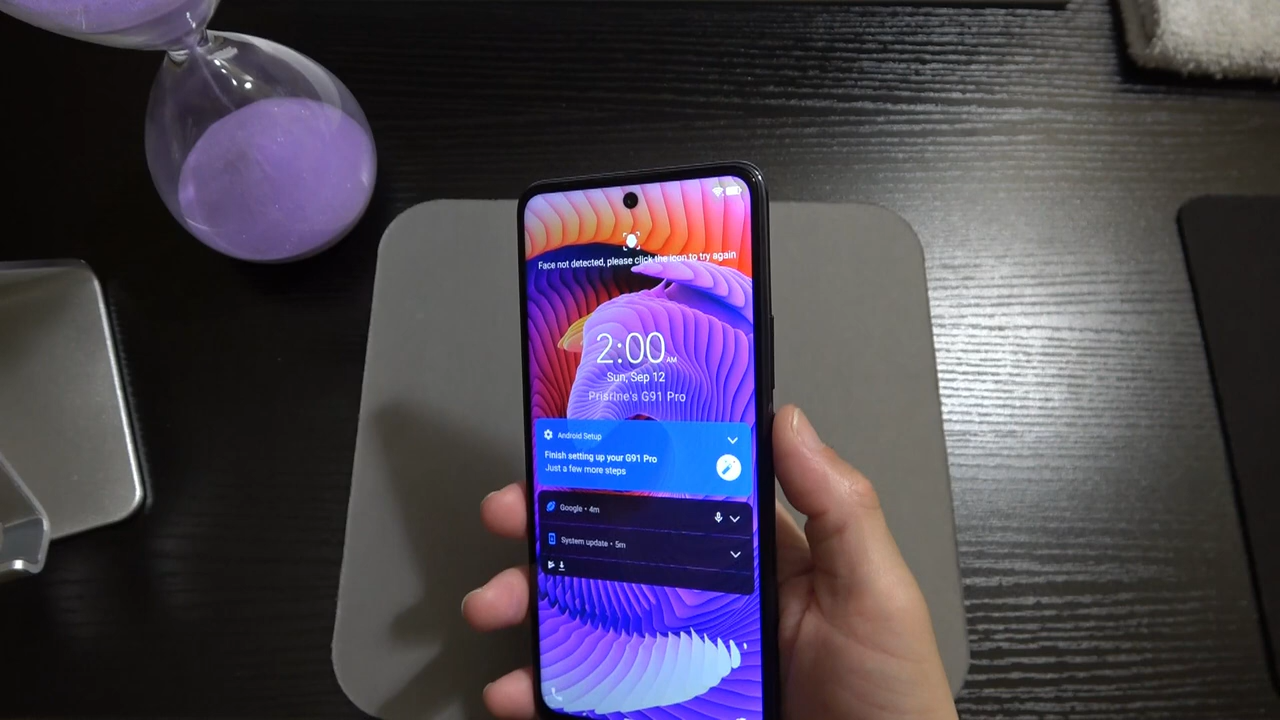 Face not detected, please click the icon to try again
2:00 AM
Sun, Sep 12
Prisrine's G91 Pro
Android Setup
Finish setting up your G91 Pro
Just a few more steps
Google • 4m
System update • 5m